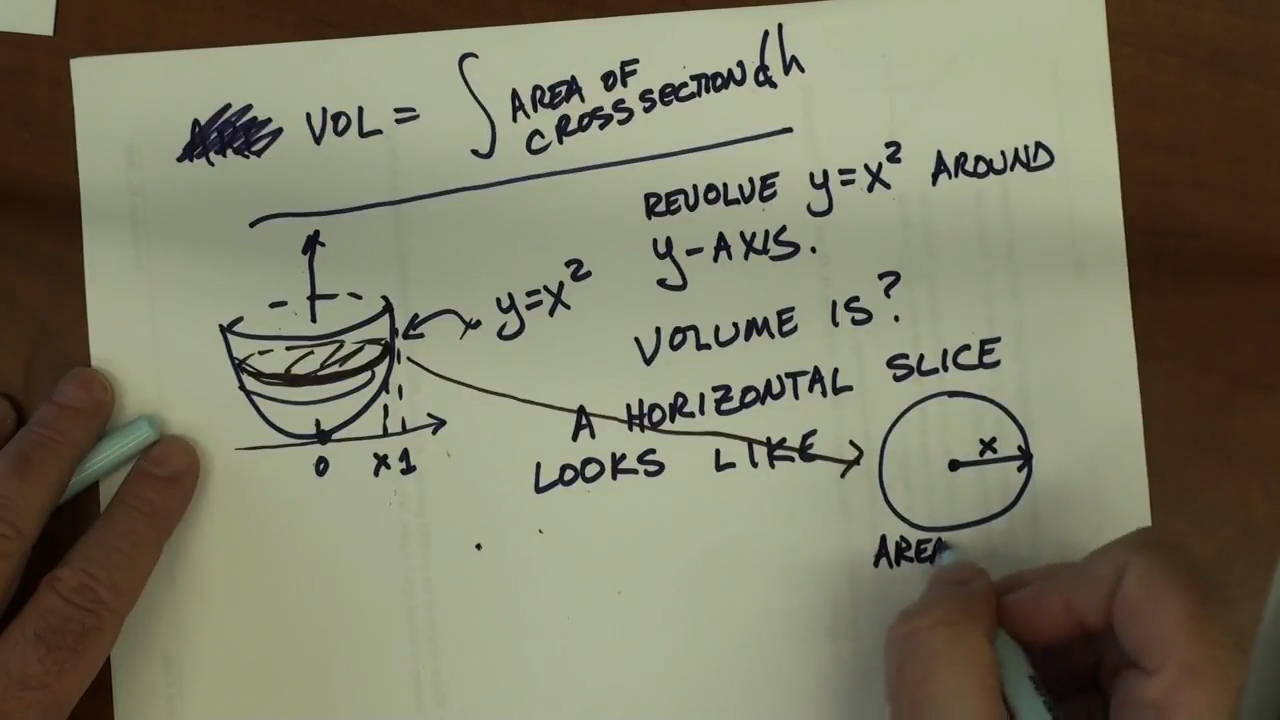 VOL = ∫ AREA OF
CROSS SECTION dh
REVOLVE y=x² AROUND
y-AXIS.
y=x²
VOLUME IS?
A HORIZONTAL SLICE
LOOKS LIKE
x
0 x 1
AREA